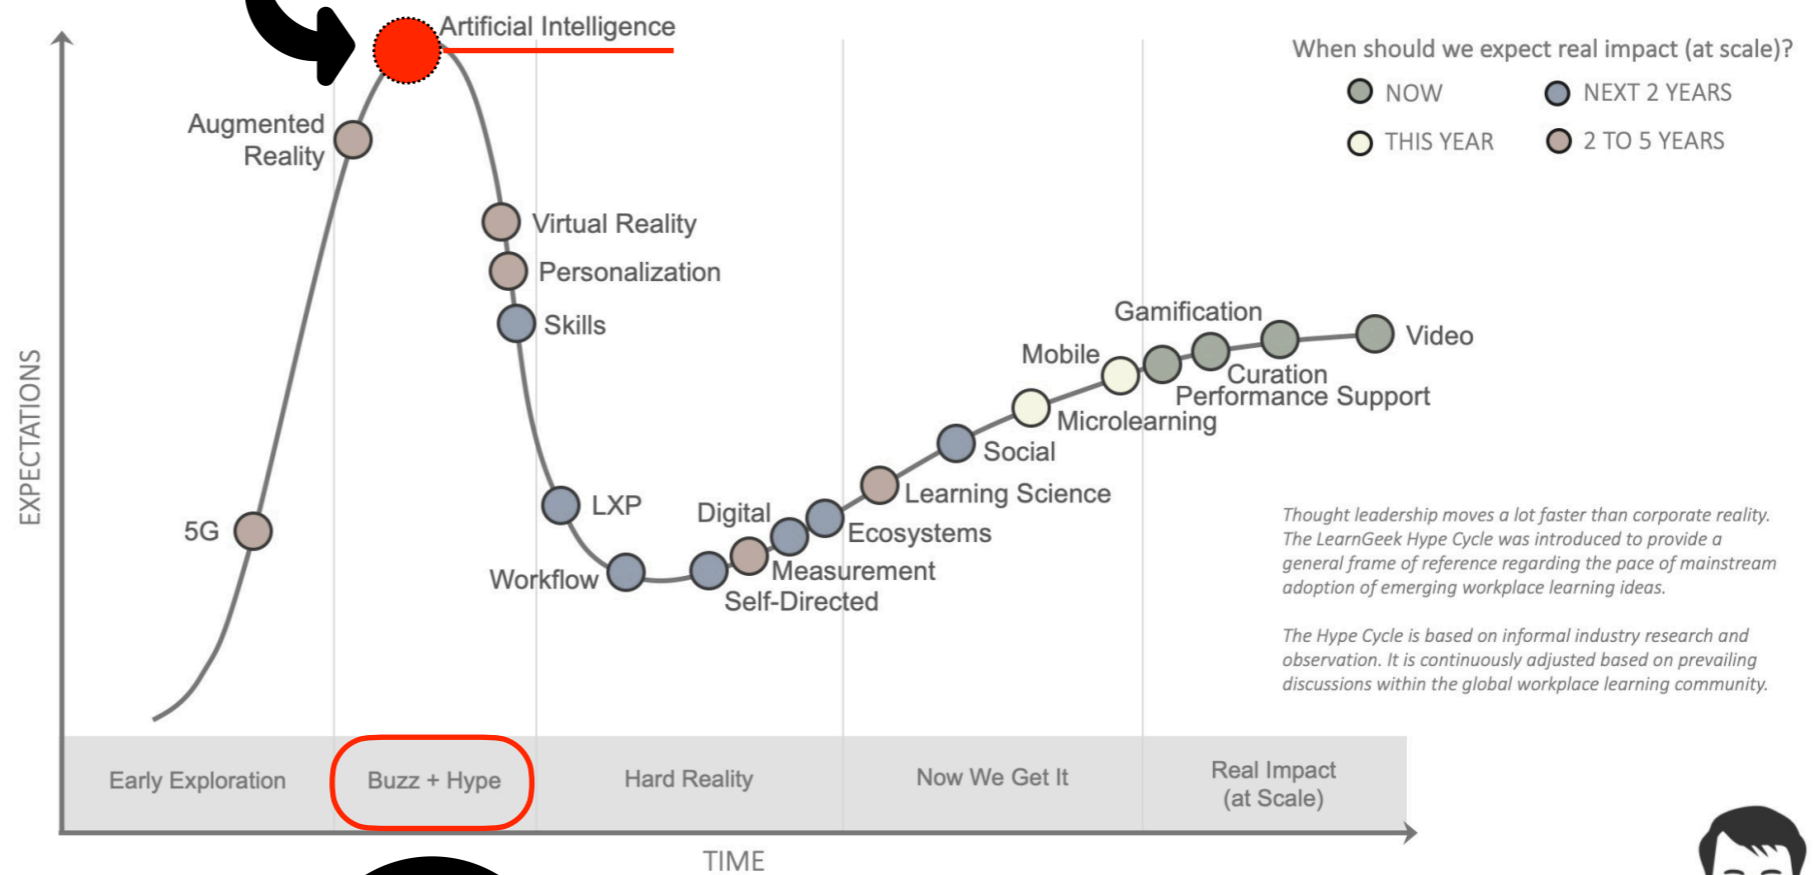 Artificial Intelligence
When should we expect real impact (at scale)?
NOW
NEXT 2 YEARS
THIS YEAR
2 TO 5 YEARS
Augmented
Reality
Virtual Reality
Personalization
Skills
Gamification
Video
Mobile
Curation
Performance Support
Microlearning
Social
Learning Science
LXP
Digital
5G
Ecosystems
Workflow
Measurement
Self-Directed
EXPECTATIONS
Thought leadership moves a lot faster than corporate reality.
The LearnGeek Hype Cycle was introduced to provide a
general frame of reference regarding the pace of mainstream
adoption of emerging workplace learning ideas.
The Hype Cycle is based on informal industry research and
observation. It is continuously adjusted based on prevailing
discussions within the global workplace learning community.
Early Exploration
Buzz + Hype
Hard Reality
Now We Get It
Real Impact
(at Scale)
TIME